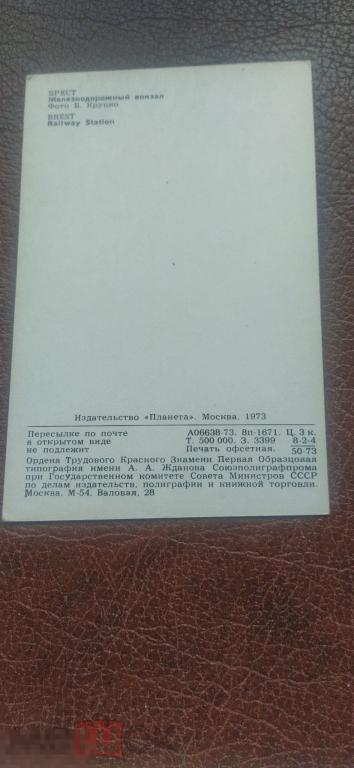 БРЕСТ
Железнодорожный вокзал
Фото В. Круцко
BREST
Railway Station
Издательство «Планета». Москва, 1973
Пересылке по почте
в открытом виде
не подлежит
А06638-73. 8п-1671. Ц. 3 к.
Т. 500 000. З. 3399 8-2-4
Печать офсетная. 50-73
Ордена Трудового Красного Знамени Первая Образцовая
типография имени А. А. Жданова Союзполиграфпрома
при Государственном комитете Совета Министров СССР
по делам издательств, полиграфии и книжной торговли.
Москва. М-54. Валовая, 28